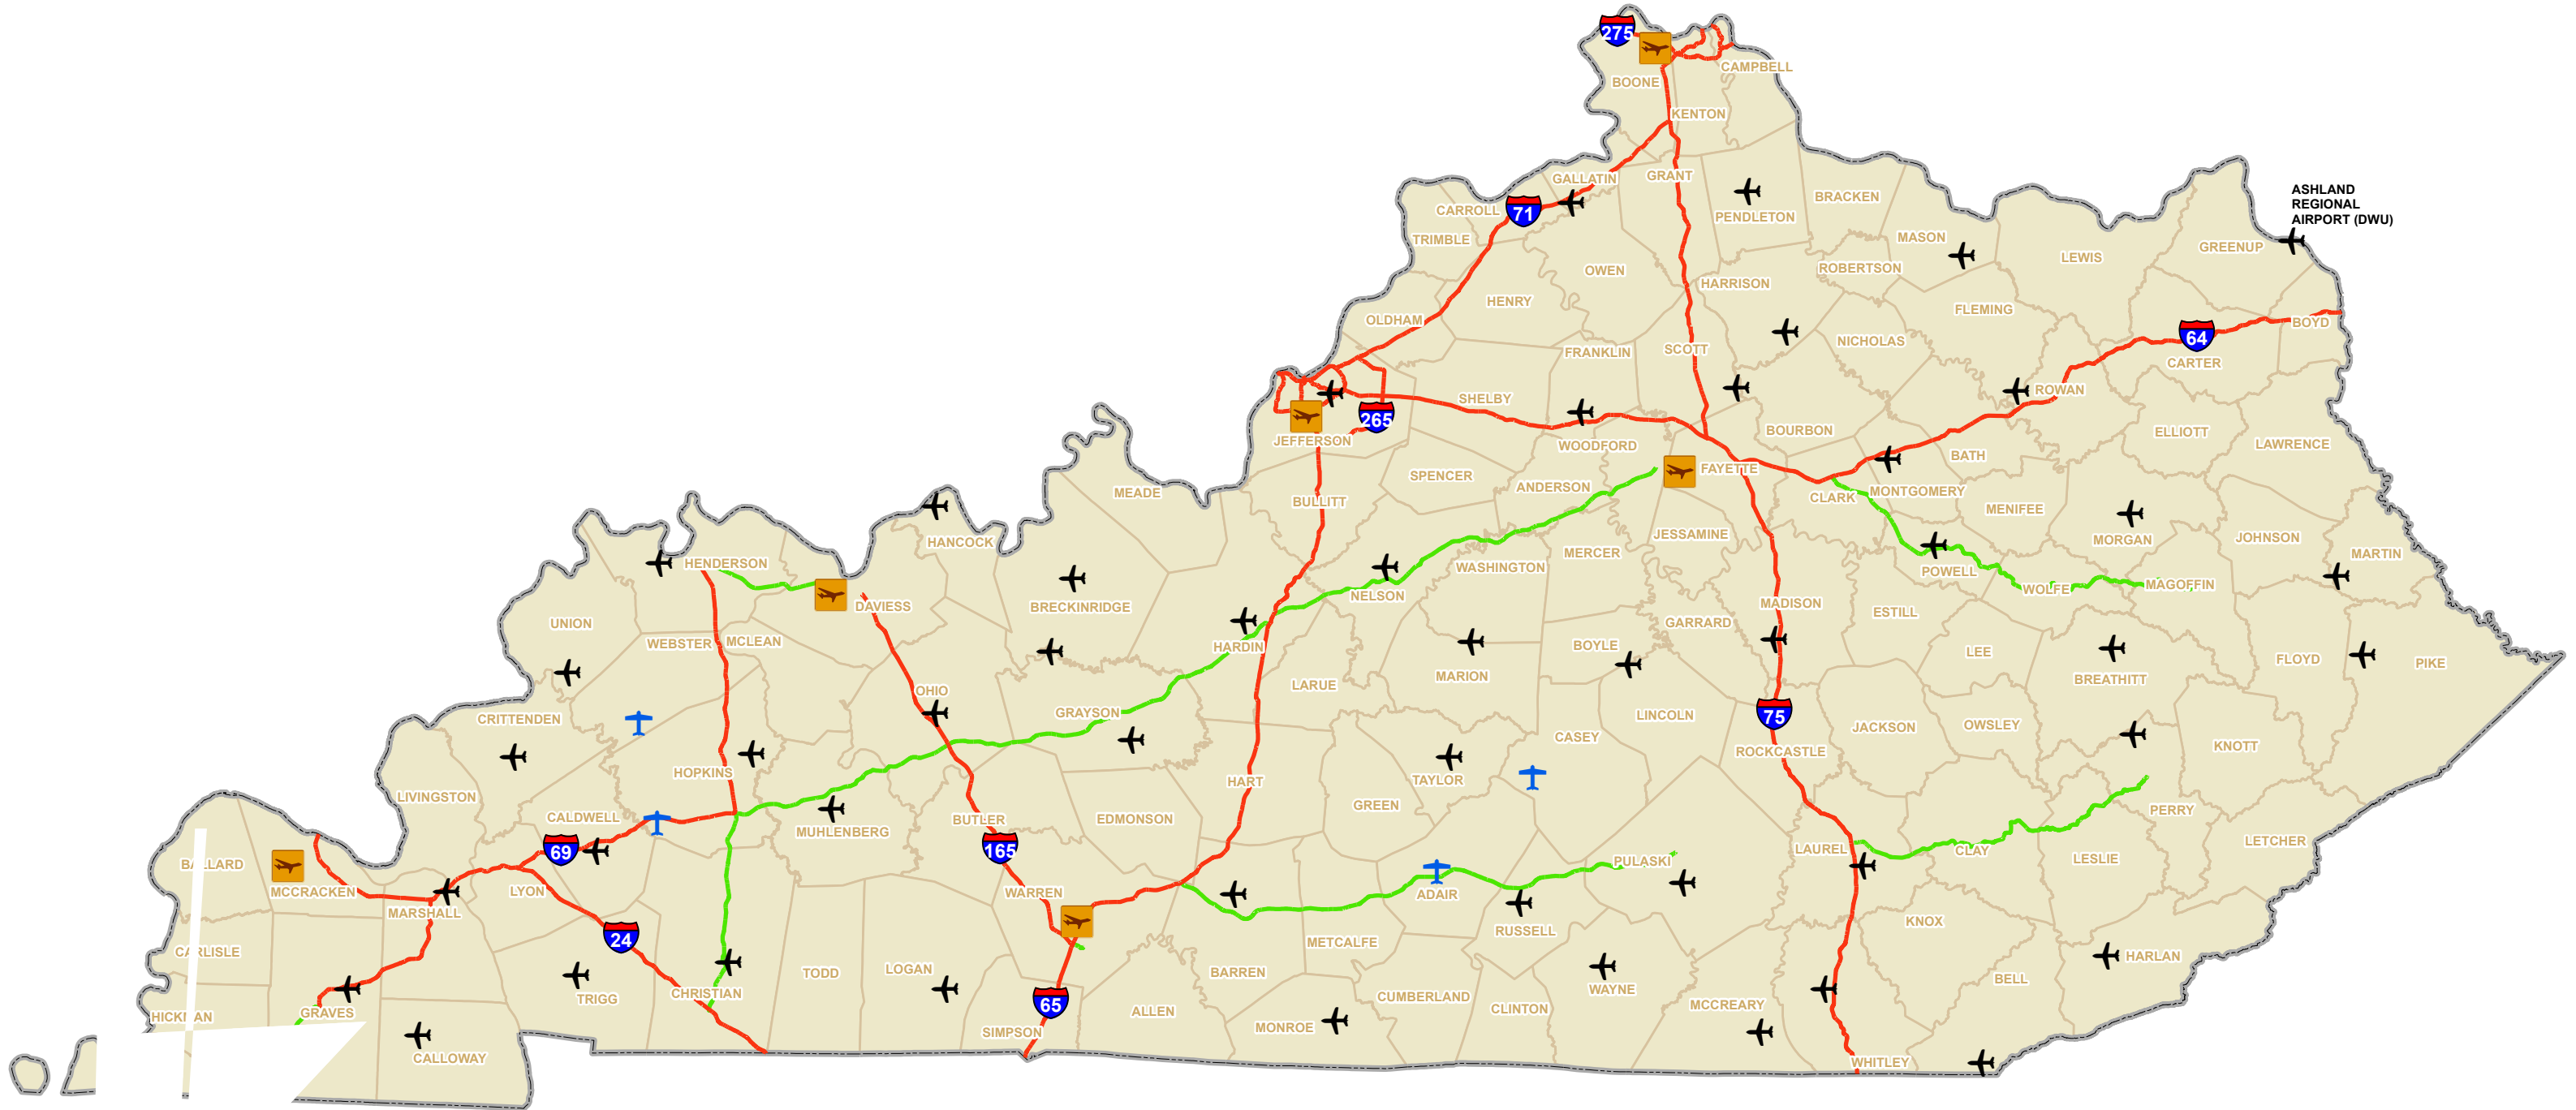 275
CAMPBELL
BOONE
KENTON
GALLATIN
GRANT
ASHLAND
REGIONAL
AIRPORT (DWU)
CARROLL
71
PENDLETON
BRACKEN
TRIMBLE
MASON
GREENUP
OWEN
ROBERTSON
LEWIS
HARRISON
HENRY
FLEMING
OLDHAM
BOYD
64
FRANKLIN
SCOTT
NICHOLAS
CARTER
SHELBY
ROWAN
265
JEFFERSON
WOODFORD
BOURBON
ELLIOTT
LAWRENCE
FAYETTE
BATH
SPENCER
ANDERSON
MEADE
CLARK
MONTGOMERY
BULLITT
MENIFEE
HANCOCK
JESSAMINE
MORGAN
JOHNSON
MERCER
MARTIN
HENDERSON
WASHINGTON
POWELL
WOLFE
MAGOFFIN
DAVIESS
BRECKINRIDGE
NELSON
MADISON
ESTILL
UNION
GARRARD
WEBSTER
MCLEAN
HARDIN
BOYLE
LEE
FLOYD
PIKE
OHIO
LARUE
MARION
BREATHITT
CRITTENDEN
GRAYSON
LINCOLN
75
JACKSON
OWSLEY
CASEY
ROCKCASTLE
KNOTT
HOPKINS
HART
TAYLOR
LIVINGSTON
GREEN
PERRY
CALDWELL
BUTLER
EDMONSON
MUHLENBERG
69
165
LAUREL
CLAY
LETCHER
BALLARD
PULASKI
LESLIE
MCCRACKEN
LYON
WARREN
ADAIR
MARSHALL
KNOX
24
RUSSELL
CARLISLE
METCALFE
HARLAN
TODD
LOGAN
BARREN
BELL
TRIGG
CHRISTIAN
65
CUMBERLAND
WAYNE
MCCREARY
HICKMAN
GRAVES
ALLEN
CLINTON
MONROE
SIMPSON
CALLOWAY
WHITLEY